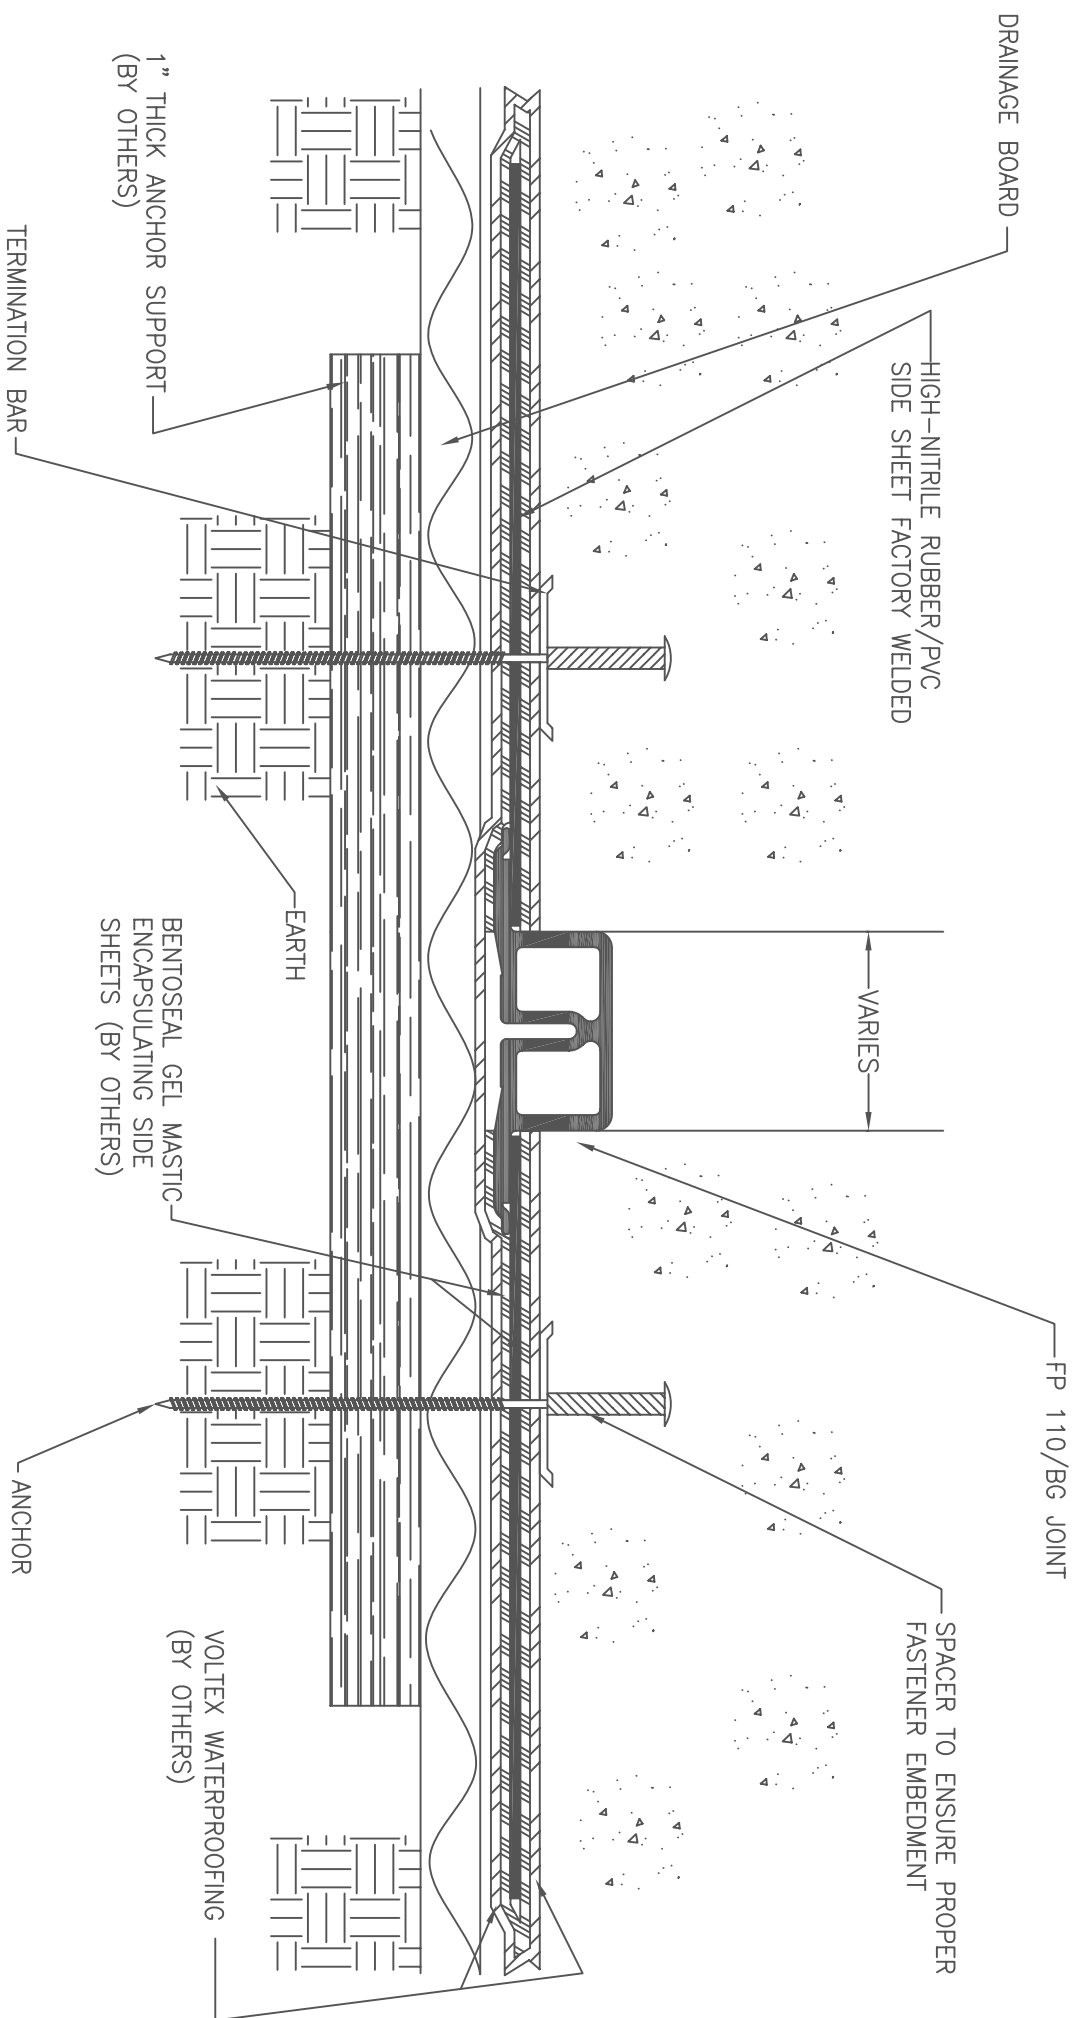 DRAINAGE BOARD
HIGH-NITRILE RUBBER/PVC
SIDE SHEET FACTORY WELDED
1" THICK ANCHOR SUPPORT
(BY OTHERS)
TERMINATION BAR
VARIES
EARTH
BENTOSEAL GEL MASTIC
ENCAPSULATING SIDE
SHEETS (BY OTHERS)
FP 110/BG JOINT
SPACER TO ENSURE PROPER
FASTENER EMBEDMENT
ANCHOR
VOLTEX WATERPROOFING
(BY OTHERS)